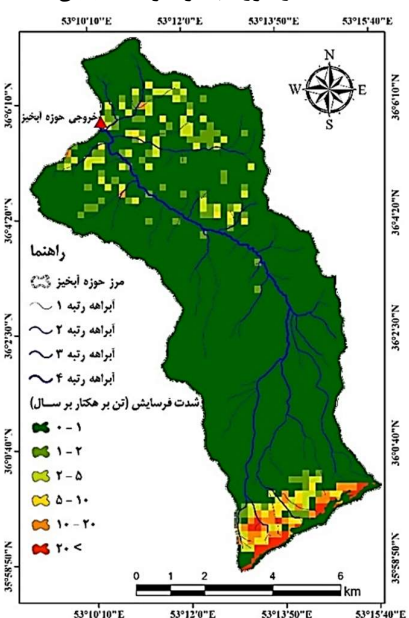 53°10'10"E 53°12'0"E 53°13'50"E 53°15'40"E
N
W E
S
خروجی حوزه آبخیز
36°6'10"N
36°4'20"N
36°2'30"N
36°0'40"N
35°58'50"N
راهنما
مرز حوزه آبخیز
آبراهه رتبه ۱
آبراهه رتبه ۲
آبراهه رتبه ۳
آبراهه رتبه ۴
شدت فرسایش (تن بر هکتار بر سال)
۰ - ۱
۱ - ۲
۲ - ۵
۵ - ۱۰
۱۰ - ۲۰
۲۰ <
0 1 2 4 6
km
53°10'10"E 53°12'0"E 53°13'50"E 53°15'40"E